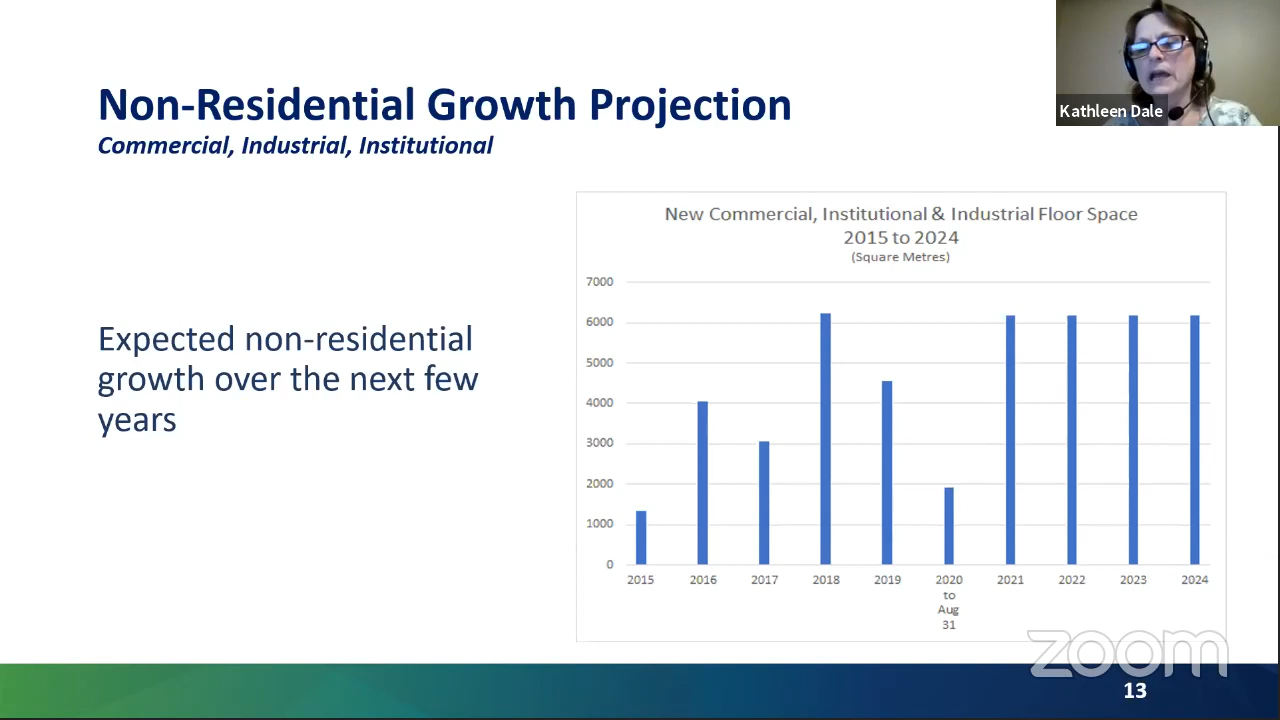 Kathleen Dale
Non-Residential Growth Projection
Commercial, Industrial, Institutional
Expected non-residential
growth over the next few
years
New Commercial, Institutional & Industrial Floor Space
2015 to 2024
(Square Metres)
7000
6000
5000
4000
3000
2000
1000
0
2015 2016 2017 2018 2019 2020 2021 2022 2023 2024
to
Aug
31
zoom
13